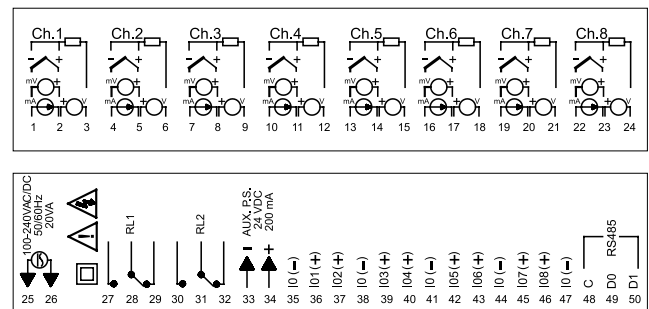 Ch.1 Ch.2 Ch.3 Ch.4 Ch.5 Ch.6 Ch.7 Ch.8
- + - + - + - + - + - + - + - +
mV mV mV mV mV mV mV mV
mA + V mA + V mA + V mA + V mA + V mA + V mA + V mA + V
1 2 3 4 5 6 7 8 9 10 11 12 13 14 15 16 17 18 19 20 21 22 23 24
100-240VAC/DC
50/60Hz
20VA
RL1
RL2
AUX. P.S.
24 VDC
200 mA
- +
I0 (-)
I01(+)
I02(+)
I0 (-)
I03(+)
I04(+)
I0 (-)
I05(+)
I06(+)
I0 (-)
I07(+)
I08(+)
I0 (-)
RS485
C
D0
D1
25 26 27 28 29 30 31 32 33 34 35 36 37 38 39 40 41 42 43 44 45 46 47 48 49 50